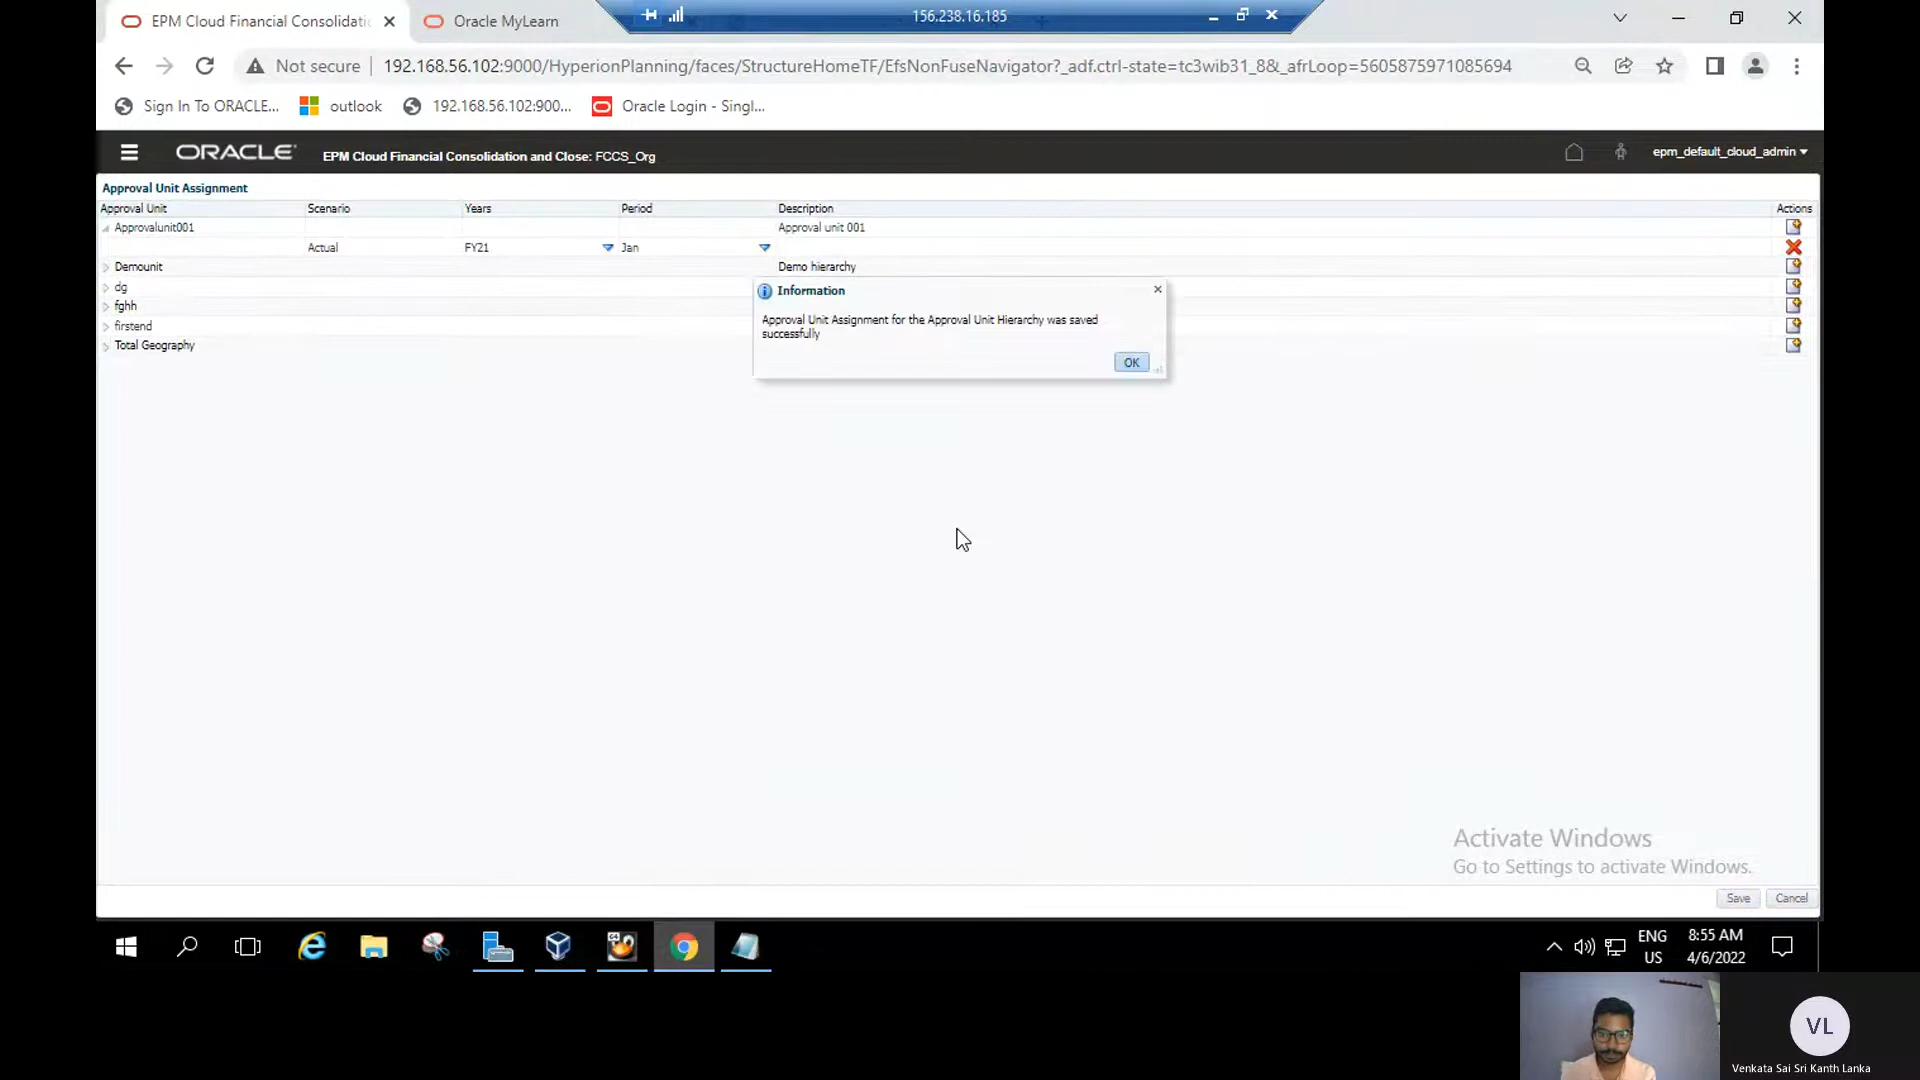 EPM Cloud Financial Consolidatic
Oracle MyLearn
156.238.16.185
Not secure
192.168.56.102:9000/HyperionPlanning/faces/StructureHomeTF/EfsNonFuseNavigator?_adf.ctrl-state=tc3wib31_8&_afrLoop=5605875971085694
Sign In To ORACLE...
outlook
192.168.56.102:900...
Oracle Login - Singl...
ORACLE
EPM Cloud Financial Consolidation and Close: FCCS_Org
epm_default_cloud_admin
Approval Unit Assignment
Approval Unit Scenario Years Period Description Actions
Approvalunit001 Approval unit 001
Actual FY21 Jan
Demounit Demo hierarchy
dg
fghh
firstend
Total Geography
Information
Approval Unit Assignment for the Approval Unit Hierarchy was saved
successfully
OK
Activate Windows
Go to Settings to activate Windows.
Save Cancel
ENG
US
8:55 AM
4/6/2022
VL
Venkata Sai Sri Kanth Lanka